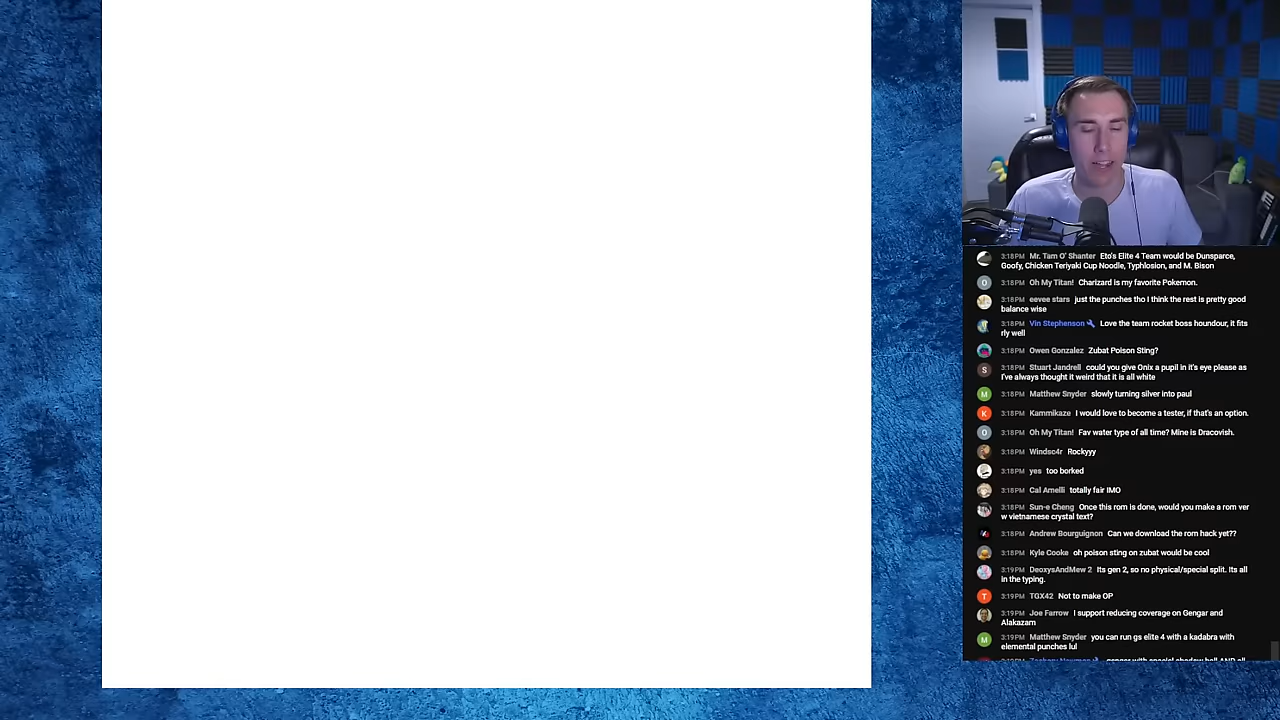 3:18PM Mr. Tam O' Shanter Eto's Elite 4 Team would be Dunsparce,
Goofy, Chicken Teriyaki Cup Noodle, Typhlosion, and M. Bison
O 3:18PM Oh My Titan! Charizard is my favorite Pokemon.
3:18PM eevee stars just the punches tho I think the rest is pretty good
balance wise
3:18PM Vin Stephenson Love the team rocket boss houndour, it fits
rly well
3:18PM Owen Gonzalez Zubat Poison Sting?
S 3:18PM Stuart Jandrell could you give Onix a pupil in it's eye please as
I've always thought it weird that it is all white
M 3:18PM Matthew Snyder slowly turning silver into paul
K 3:18PM Kammikaze I would love to become a tester, if that's an option.
O 3:18PM Oh My Titan! Fav water type of all time? Mine is Dracovish.
3:18PM Windsc4r Rockyyy
3:18PM yes too borked
3:18PM Cal Amelli totally fair IMO
3:18PM Sun-e Cheng Once this rom is done, would you make a rom ver
w vietnamese crystal text?
3:18PM Andrew Bourguignon Can we download the rom hack yet??
3:18PM Kyle Cooke oh poison sting on zubat would be cool
3:19PM DeoxysAndMew 2 Its gen 2, so no physical/special split. Its all
in the typing.
T 3:19PM TGX42 Not to make OP
3:19PM Joe Farrow I support reducing coverage on Gengar and
Alakazam
M 3:19PM Matthew Snyder you can run gs elite 4 with a kadabra with
elemental punches lul